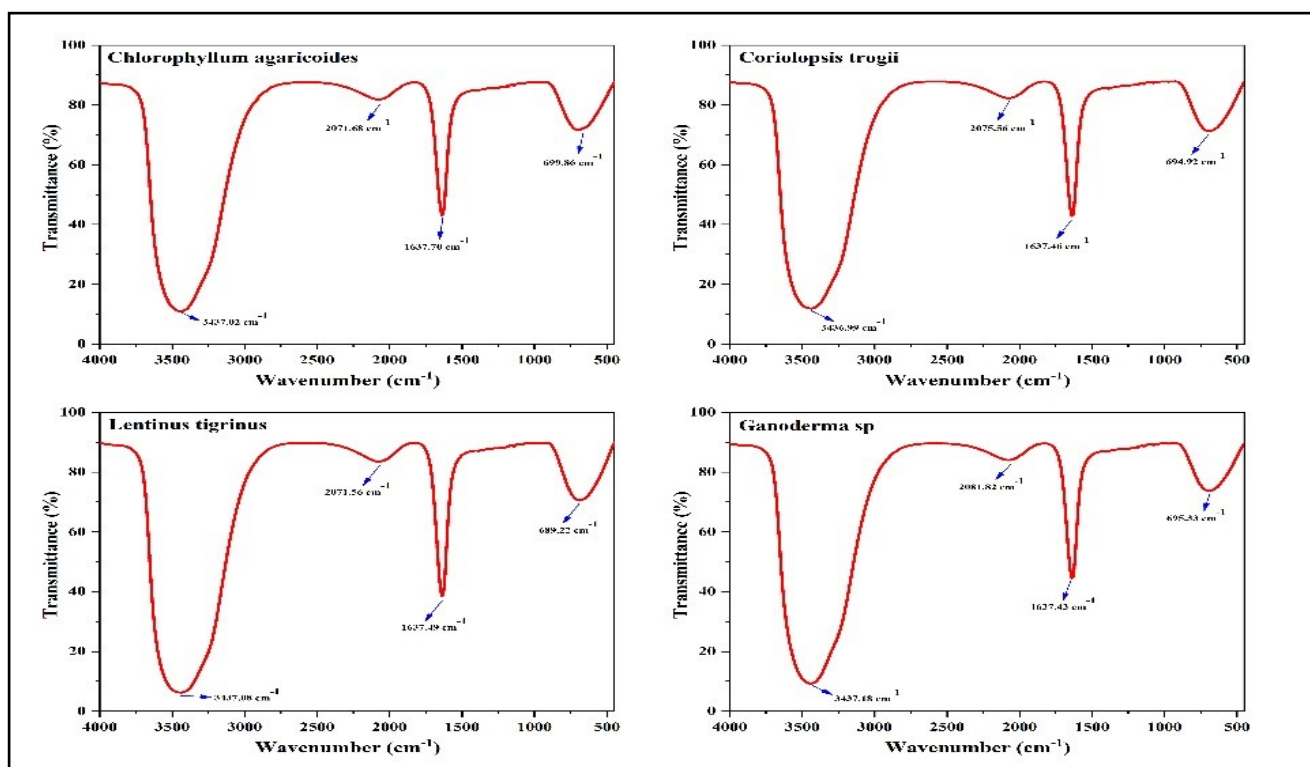 Chlorophyllum agaricoides
Transmittance (%)
100
80
60
40
20
0
2071.68 cm⁻¹
699.86 cm⁻¹
1637.70 cm⁻¹
3437.02 cm⁻¹
4000 3500 3000 2500 2000 1500 1000 500
Wavenumber (cm⁻¹)
Coriolopsis trogii
Transmittance (%)
100
80
60
40
20
0
2075.56 cm⁻¹
694.92 cm⁻¹
1637.46 cm⁻¹
3436.99 cm⁻¹
4000 3500 3000 2500 2000 1500 1000 500
Wavenumber (cm⁻¹)
Lentinus tigrinus
Transmittance (%)
100
80
60
40
20
0
2071.56 cm⁻¹
689.22 cm⁻¹
1637.49 cm⁻¹
3437.08 cm⁻¹
4000 3500 3000 2500 2000 1500 1000 500
Wavenumber (cm⁻¹)
Ganoderma sp
Transmittance (%)
100
80
60
40
20
0
2081.82 cm⁻¹
695.33 cm⁻¹
1637.43 cm⁻¹
3437.18 cm⁻¹
4000 3500 3000 2500 2000 1500 1000 500
Wavenumber (cm⁻¹)